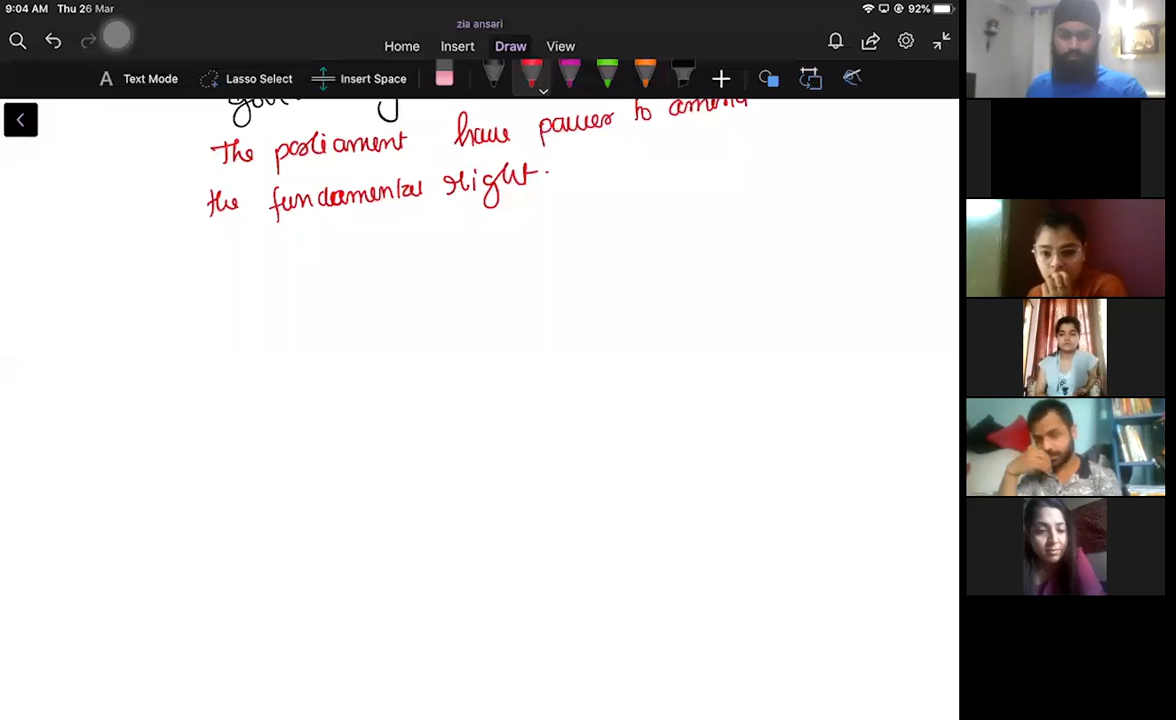 9:04 AM Thu 26 Mar
92%
zia ansari
Home Insert Draw View
A Text Mode Lasso Select Insert Space
The parliament have power to amend
the fundamental right.